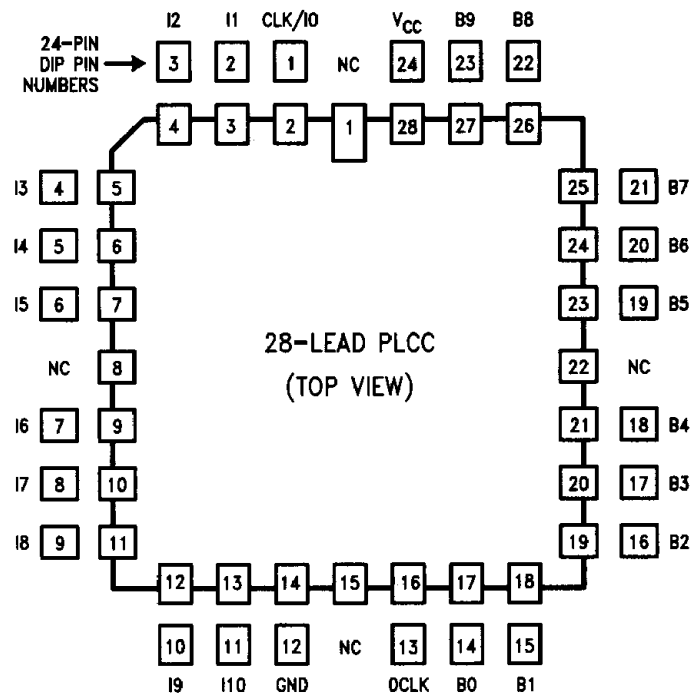 I2 I1 CLK/I0 VCC B9 B8
24-PIN
DIP PIN
NUMBERS
3 2 1 NC 24 23 22
4 3 2 1 28 27 26
I3 4 5 25 21 B7
I4 5 6 24 20 B6
I5 6 7 23 19 B5
28-LEAD PLCC
NC 8 22 NC
(TOP VIEW)
I6 7 9 21 18 B4
I7 8 10 20 17 B3
I8 9 11 19 16 B2
12 13 14 15 16 17 18
10 11 12 NC 13 14 15
I9 I10 GND OCLK B0 B1